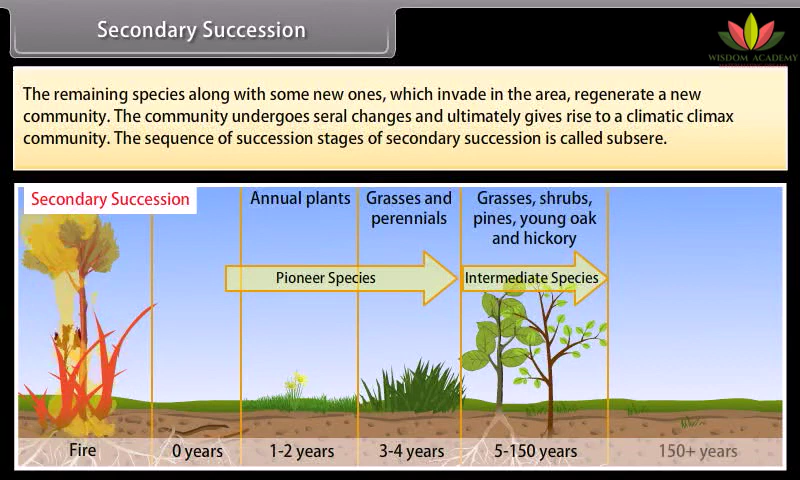 Secondary Succession
WISDOM ACADEMY
The remaining species along with some new ones, which invade in the area, regenerate a new
community. The community undergoes seral changes and ultimately gives rise to a climatic climax
community. The sequence of succession stages of secondary succession is called subsere.
Secondary Succession
Annual plants
Grasses and
perennials
Grasses, shrubs,
pines, young oak
and hickory
Pioneer Species
Intermediate Species
Fire
0 years
1-2 years
3-4 years
5-150 years
150+ years